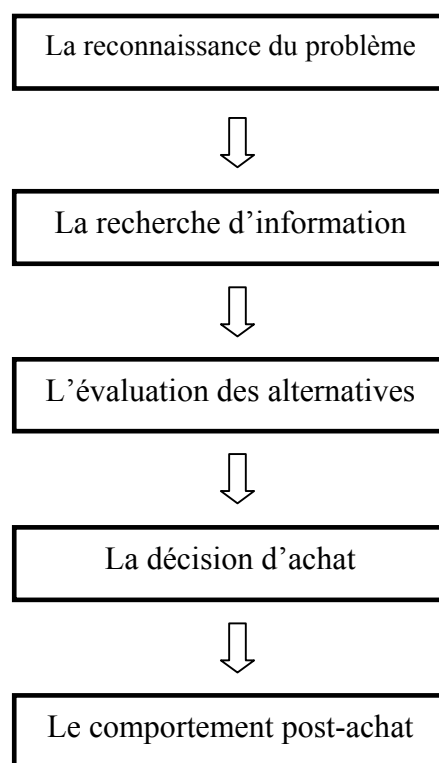 La reconnaissance du problème
La recherche d’information
L’évaluation des alternatives
La décision d’achat
Le comportement post-achat